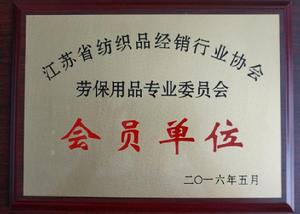 江苏省纺织品经销行业协会
劳保用品专业委员会
会员单位
二〇一六年五月